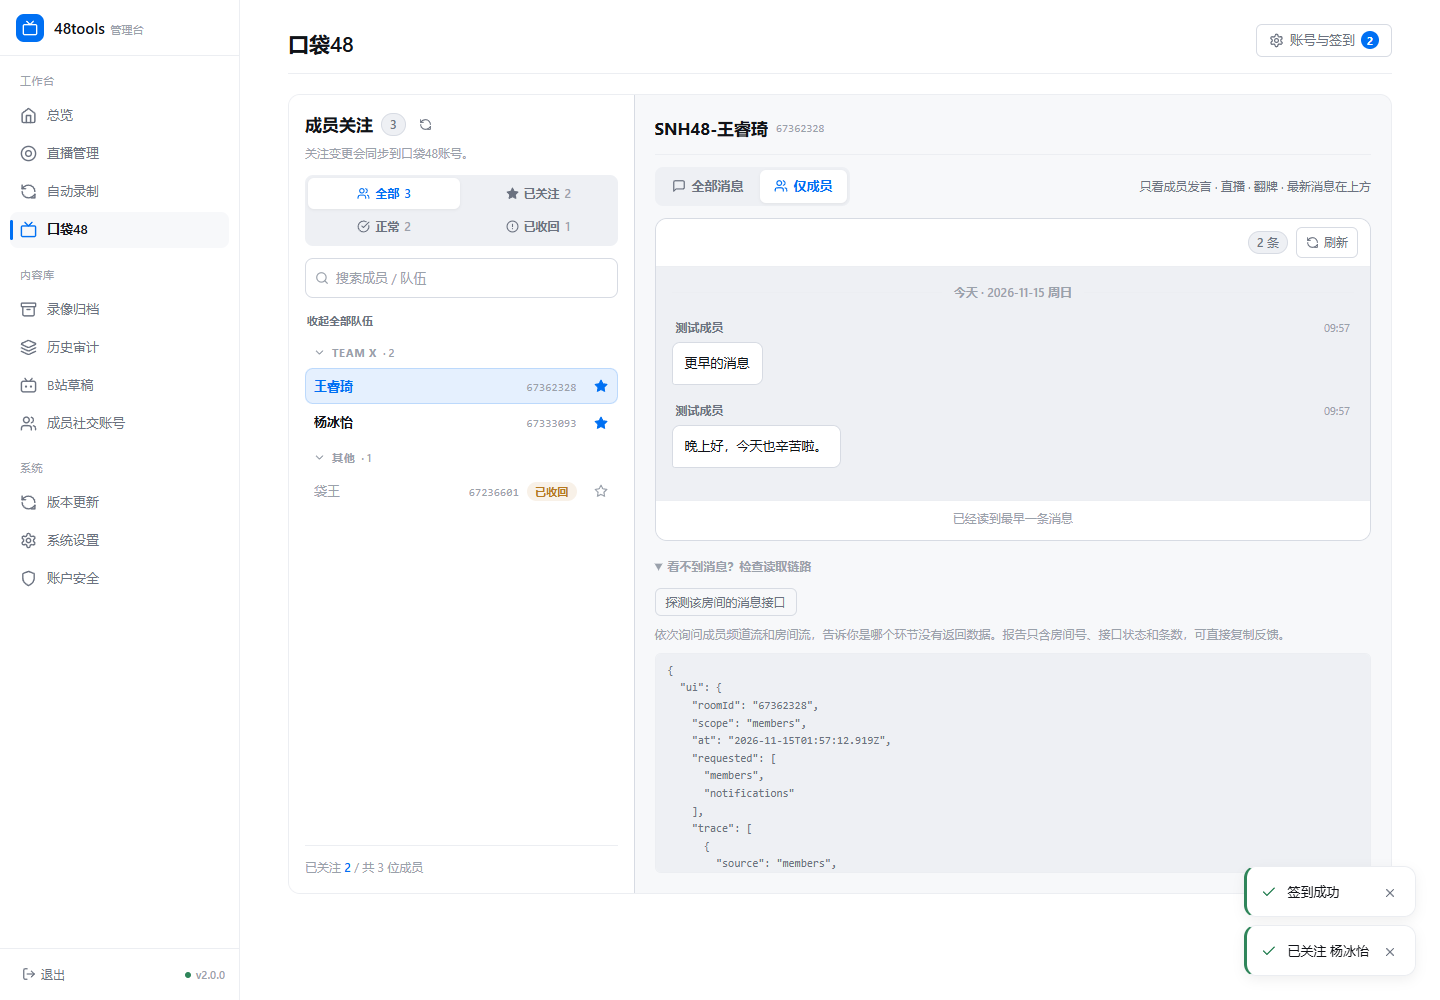 48tools 管理台
工作台
总览
直播管理
自动录制
口袋48
内容库
录像归档
历史审计
B站草稿
成员社交账号
系统
版本更新
系统设置
账户安全
退出
v2.0.0
口袋48
账号与签到 2
成员关注 3
关注变更会同步到口袋48账号。
全部 3
已关注 2
正常 2
已收回 1
搜索成员 / 队伍
收起全部队伍
TEAM X · 2
王睿琦 67362328
杨冰怡 67333093
其他 · 1
袋王 67236601 已收回
已关注 2 / 共 3 位成员
SNH48-王睿琦 67362328
全部消息
仅成员
只看成员发言 · 直播 · 翻牌 · 最新消息在上方
2 条
刷新
今天 · 2026-11-15 周日
测试成员 09:57
更早的消息
测试成员 09:57
晚上好，今天也辛苦啦。
已经读到最早一条消息
▼ 看不到消息？检查读取链路
探测该房间的消息接口
依次询问成员频道流和房间流，告诉你是哪个环节没有返回数据。报告只含房间号、接口状态和条数，可直接复制反馈。
{
"ui": {
"roomId": "67362328",
"scope": "members",
"at": "2026-11-15T01:57:12.919Z",
"requested": [
"members",
"notifications"
],
"trace": [
{
"source": "members",
签到成功
已关注 杨冰怡